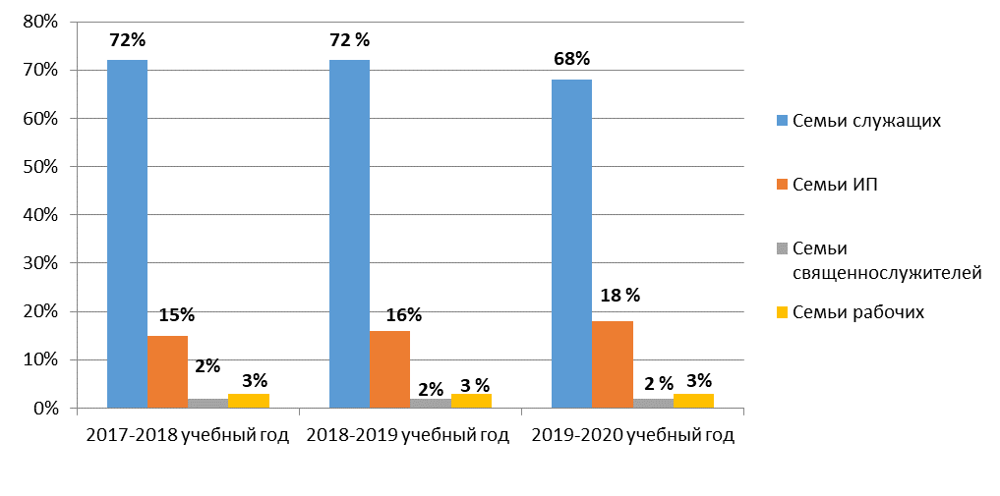 80%
70%
60%
50%
40%
30%
20%
10%
0%
72%
15%
2%
3%
72 %
16%
2%
3 %
68%
18 %
2 %
3%
2017-2018 учебный год
2018-2019 учебный год
2019-2020 учебный год
Семьи служащих
Семьи ИП
Семьи
священнослужителей
Семьи рабочих